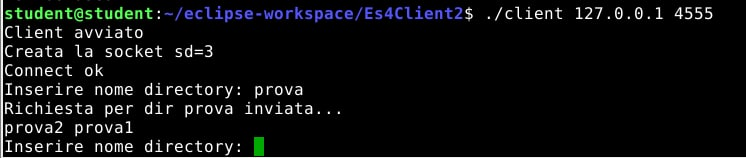 student@student:~/eclipse-workspace/Es4Client2$ ./client 127.0.0.1 4555
Client avviato
Creata la socket sd=3
Connect ok
Inserire nome directory: prova
Richiesta per dir prova inviata...
prova2 prova1
Inserire nome directory: